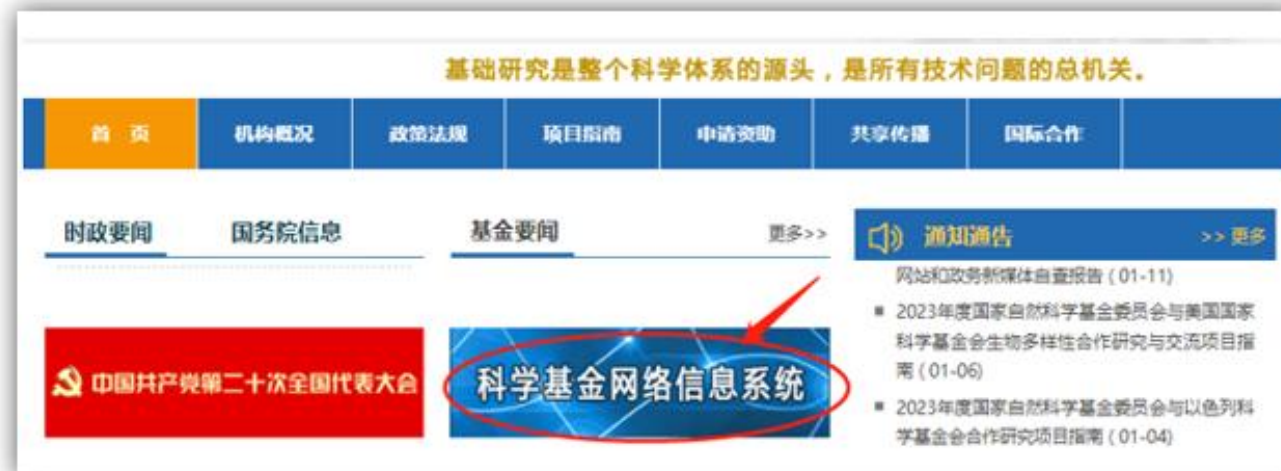 基础研究是整个科学体系的源头，是所有技术问题的总机关。
首 页 机构概况 政策法规 项目指南 申请资助 共享传播 国际合作
时政要闻 国务院信息
基金要闻 更多>>
通知通告 >> 更多
网站和政务新媒体自查报告 ( 01-11)
■ 2023年度国家自然科学基金委员会与美国国家
科学基金会生物多样性合作研究与交流项目指
南 ( 01-06)
■ 2023年度国家自然科学基金委员会与以色列科
学基金会合作研究项目指南 ( 01-04)
中国共产党第二十次全国代表大会
科学基金网络信息系统